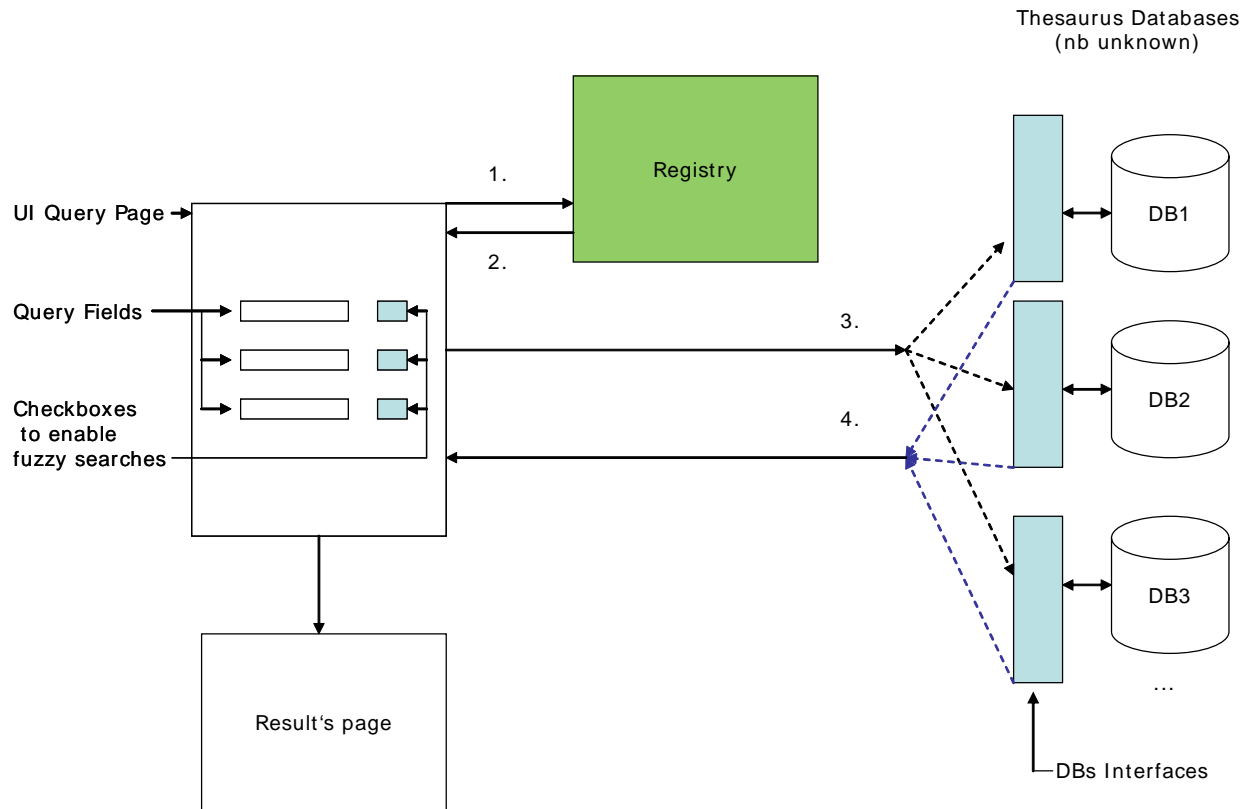 Thesaurus Databases
(nb unknown)
Registry
1.
2.
UI Query Page
Query Fields
Checkboxes
to enable
fuzzy searches
3.
4.
DB1
DB2
DB3
...
Result‘s page
DBs Interfaces